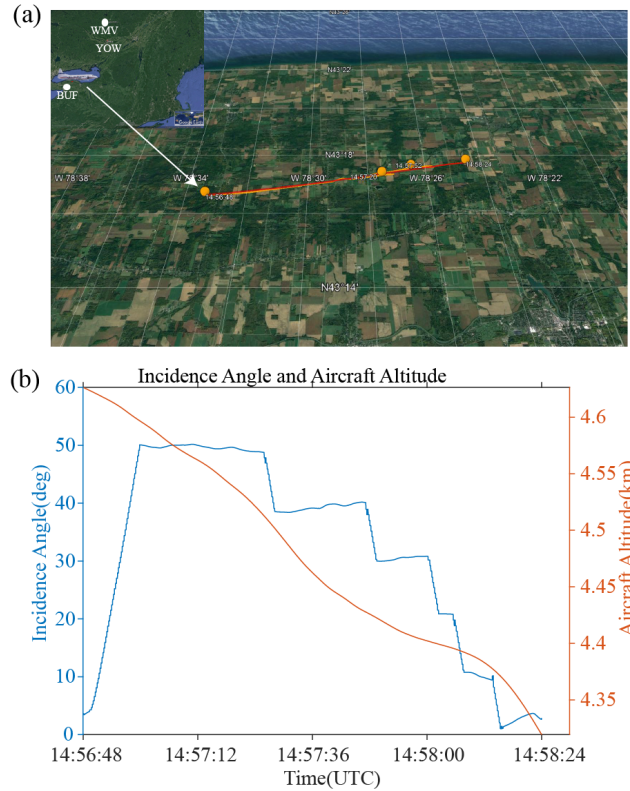 (a)
WMV
YOW
BUF
N43°22'
N43°18'
W 78°38'
W 78°34'
W 78°30'
W 78°26'
W 78°22'
14:56:48
14:57:20
14:58:24
N43°14'
(b)
Incidence Angle and Aircraft Altitude
60
50
40
30
20
10
0
Incidence Angle(deg)
4.6
4.55
4.5
4.45
4.4
4.35
Aircraft Altitude(km)
14:56:48
14:57:12
14:57:36
14:58:00
14:58:24
Time(UTC)